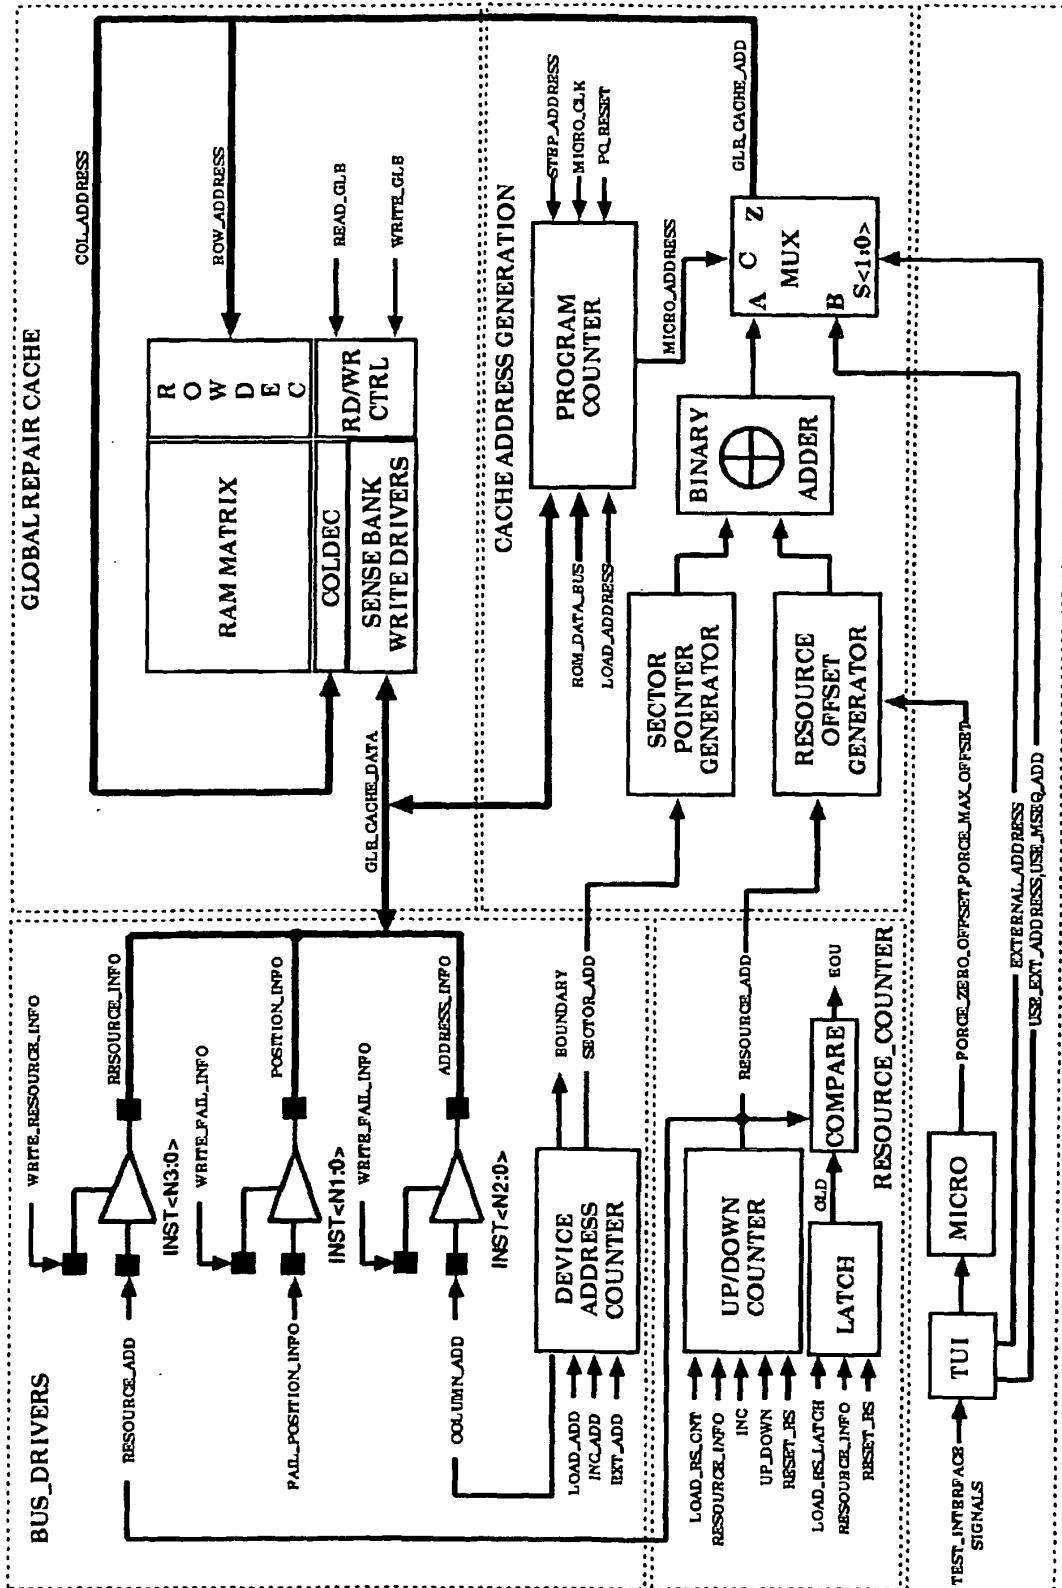 BUS_DRIVERS
WRITE_RESOURCE_INFO
RESOURCE_ADD
INST<N3:0>
RESOURCE_INFO
WRITE_FAIL_INFO
FAIL_POSITION_INFO
INST<N1:0>
POSITION_INFO
WRITE_FAIL_INFO
COLUMN_ADD
INST<N2:0>
ADDRESS_INFO
LOAD_ADD
INC_ADD
EXT_ADD
DEVICE
ADDRESS
COUNTER
BOUNDARY
SECTOR_ADD
GLOBAL REPAIR CACHE
COL_ADDRESS
ROW_ADDRESS
RAM MATRIX
R
O
W
D
E
C
COLDEC
SENSE BANK
WRITE DRIVERS
RD/WR
CTRL
READ_GLB
WRITE_GLB
GLB_CACHE_DATA
CACHE ADDRESS GENERATION
ROM_DATA_BUS
LOAD_ADDRESS
PROGRAM
COUNTER
STEP_ADDRESS
MICRO_CLK
PC_RESET
MICRO_ADDRESS
SECTOR
POINTER
GENERATOR
RESOURCE
OFFSET
GENERATOR
BINARY
ADDER
A
C
Z
MUX
B
S<1:0>
GLB_CACHE_ADD
LOAD_RS_CNT
RESOURCE_INFO
INC
UP_DOWN
RESET_RS
UP/DOWN
COUNTER
RESOURCE_ADD
LOAD_RS_LATCH
RESOURCE_INFO
RESET_RS
LATCH
OLD
COMPARE
EOU
RESOURCE_COUNTER
TEST_INTERFACE
SIGNALS
TUI
MICRO
FORCE_ZERO_OFFSET,FORCE_MAX_OFFSET
EXTERNAL_ADDRESS
USE_EXT_ADDRESS,USE_MSEQ_ADD